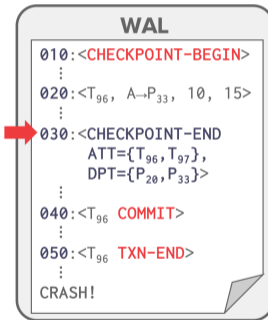 WAL
010:<CHECKPOINT-BEGIN>
⋮
020:<T₉₆, A→P₃₃, 10, 15>
⋮
030:<CHECKPOINT-END
ATT={T₉₆,T₉₇},
DPT={P₂₀,P₃₃}>
⋮
040:<T₉₆ COMMIT>
⋮
050:<T₉₆ TXN-END>
⋮
CRASH!